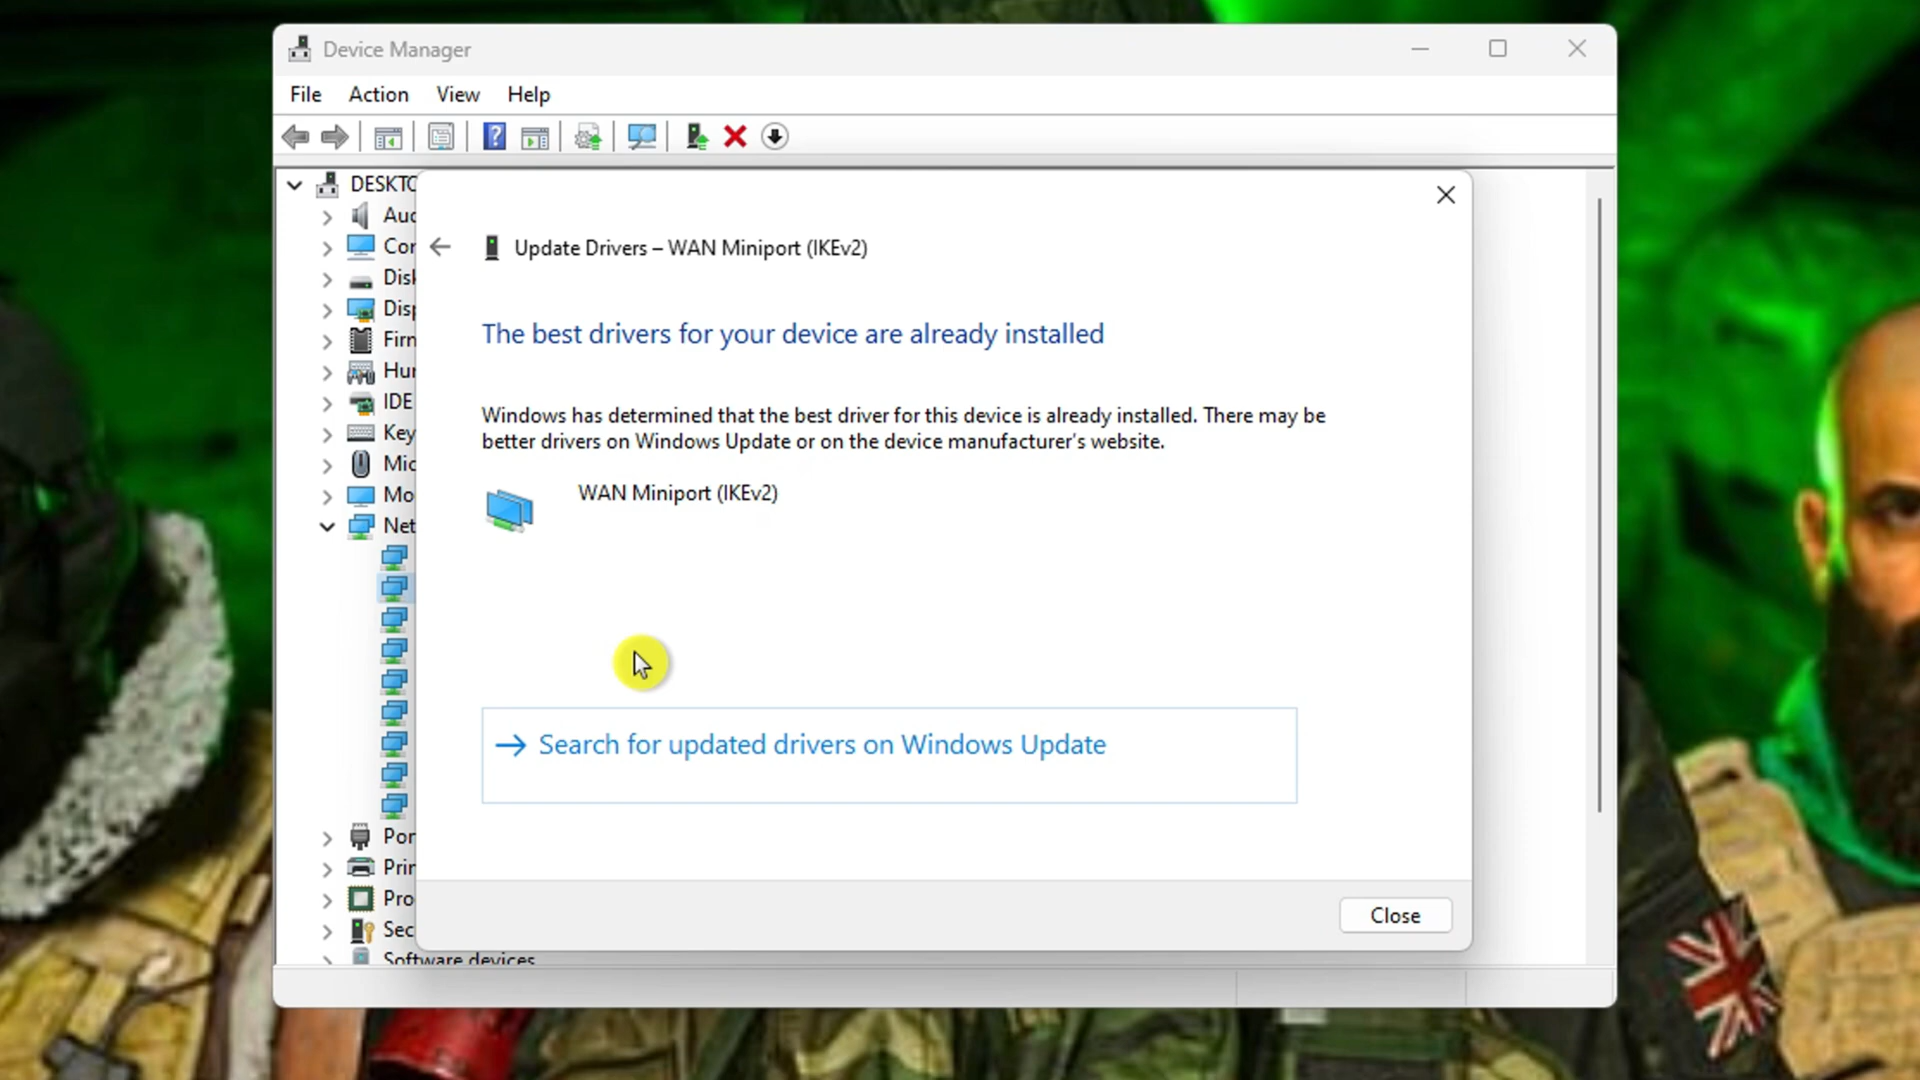 Device Manager
File Action View Help
DESKTO
Auc
Cor
Disk
Disp
Firn
Hur
IDE
Key
Mic
Mo
Net
Por
Prin
Pro
Sec
Software devices
Update Drivers – WAN Miniport (IKEv2)
The best drivers for your device are already installed
Windows has determined that the best driver for this device is already installed. There may be
better drivers on Windows Update or on the device manufacturer's website.
WAN Miniport (IKEv2)
Search for updated drivers on Windows Update
Close